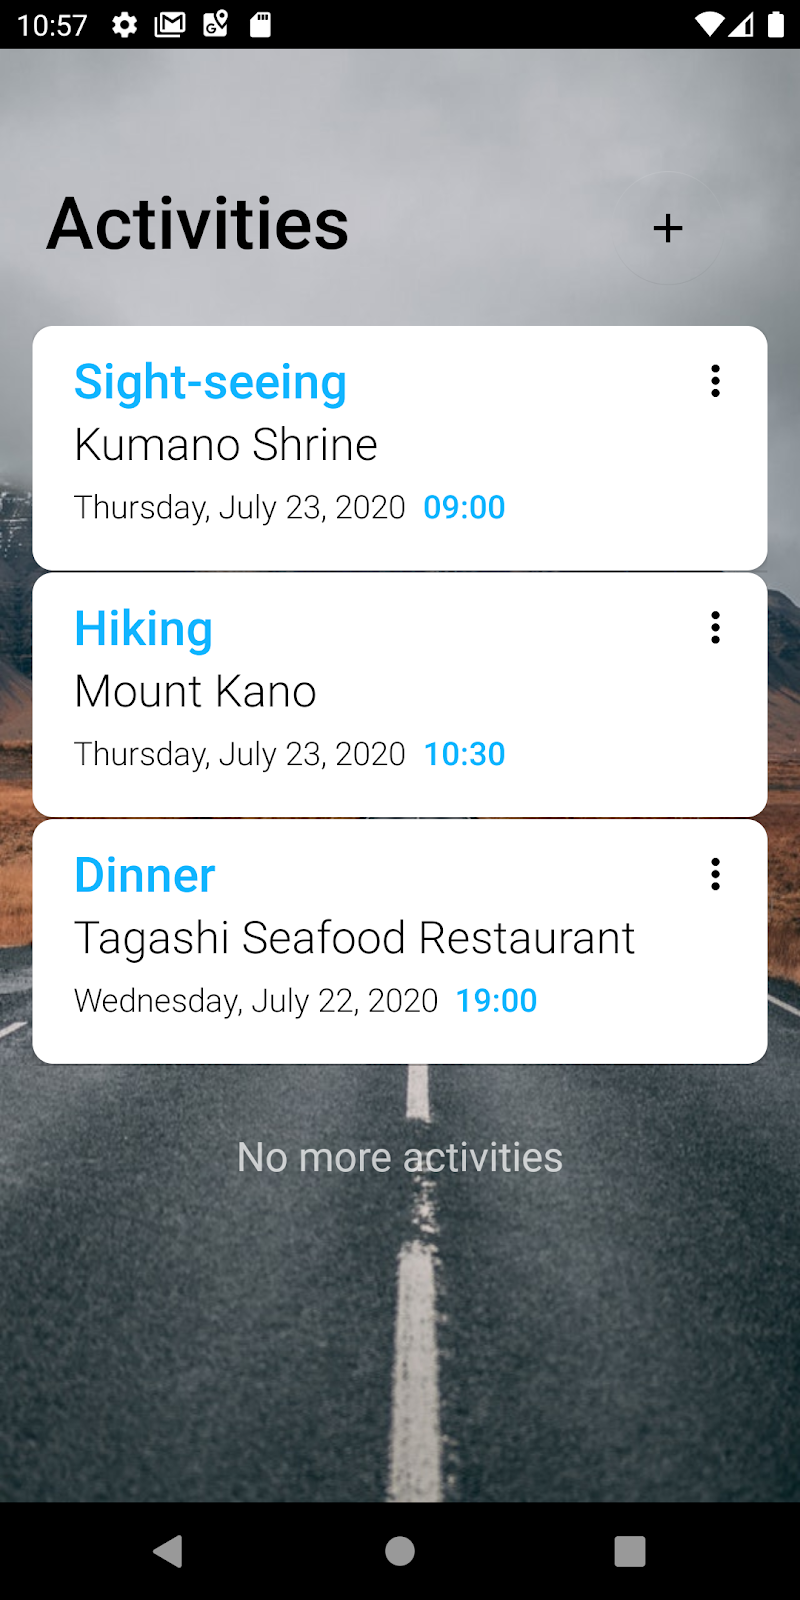 10:57
Activities
+
Sight-seeing
Kumano Shrine
Thursday, July 23, 2020 09:00
Hiking
Mount Kano
Thursday, July 23, 2020 10:30
Dinner
Tagashi Seafood Restaurant
Wednesday, July 22, 2020 19:00
No more activities